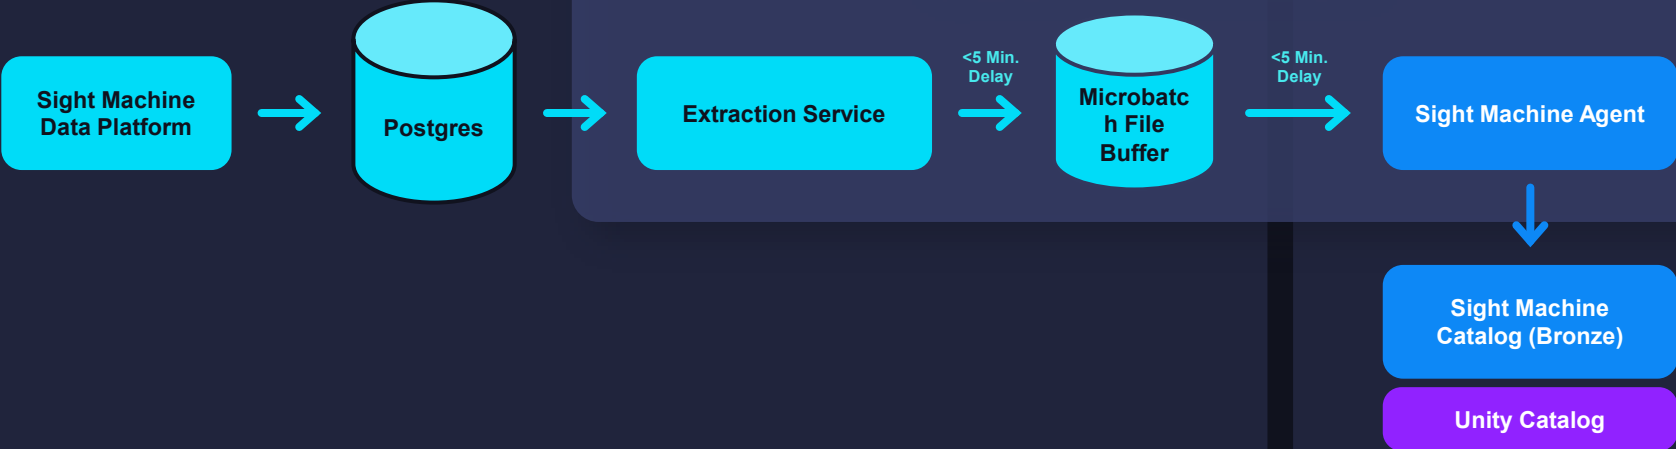 Sight Machine
Data Platform
Postgres
Extraction Service
<5 Min.
Delay
Microbatc
h File
Buffer
<5 Min.
Delay
Sight Machine Agent
Sight Machine
Catalog (Bronze)
Unity Catalog